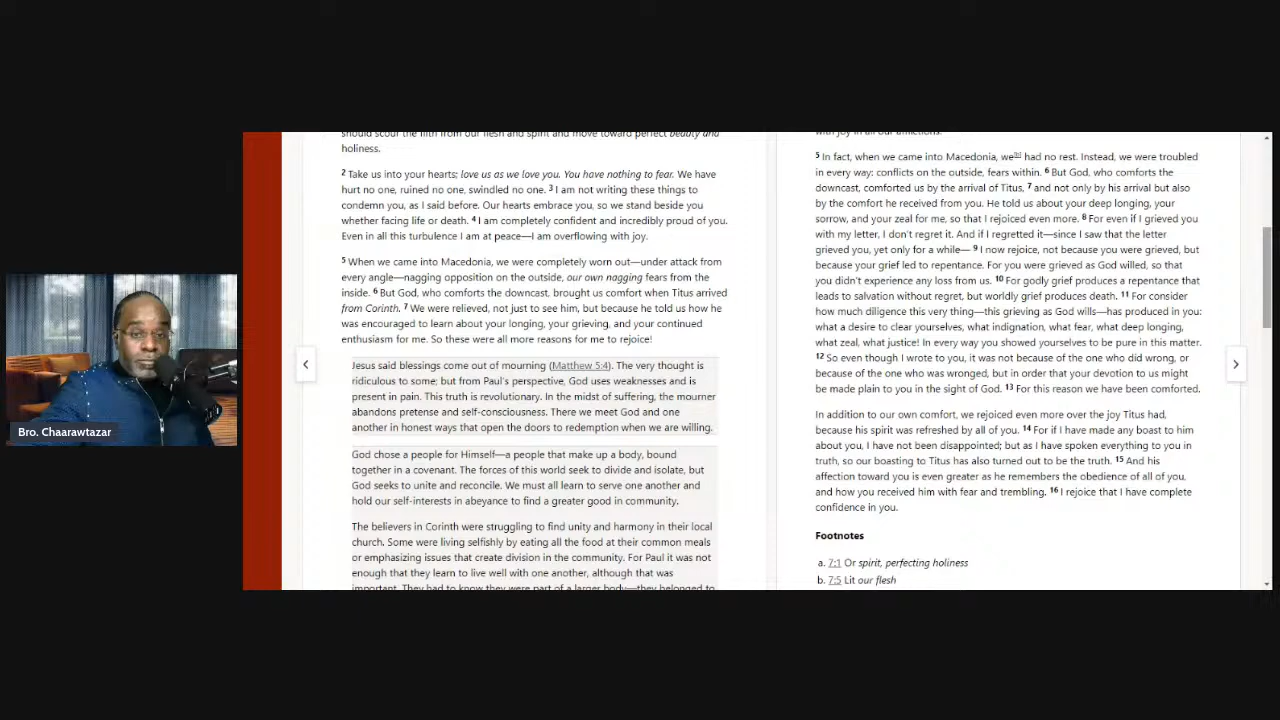 should scour the filth from our flesh and spirit and move toward perfect beauty and
holiness.
2 Take us into your hearts; love us as we love you. You have nothing to fear. We have
hurt no one, ruined no one, swindled no one. 3 I am not writing these things to
condemn you, as I said before. Our hearts embrace you, so we stand beside you
whether facing life or death. 4 I am completely confident and incredibly proud of you.
Even in all this turbulence I am at peace—I am overflowing with joy.
5 When we came into Macedonia, we were completely worn out—under attack from
every angle—nagging opposition on the outside, our own nagging fears from the
inside. 6 But God, who comforts the downcast, brought us comfort when Titus arrived
from Corinth. 7 We were relieved, not just to see him, but because he told us how he
was encouraged to learn about your longing, your grieving, and your continued
enthusiasm for me. So these were all more reasons for me to rejoice!
Jesus said blessings come out of mourning (Matthew 5:4). The very thought is
ridiculous to some; but from Paul's perspective, God uses weaknesses and is
present in pain. This truth is revolutionary. In the midst of suffering, the mourner
abandons pretense and self-consciousness. There we meet God and one
another in honest ways that open the doors to redemption when we are willing.
God chose a people for Himself—a people that make up a body, bound
together in a covenant. The forces of this world seek to divide and isolate, but
God seeks to unite and reconcile. We must all learn to serve one another and
hold our self-interests in abeyance to find a greater good in community.
The believers in Corinth were struggling to find unity and harmony in their local
church. Some were living selfishly by eating all the food at their common meals
or emphasizing issues that create division in the community. For Paul it was not
enough that they learn to live well with one another, although that was
important. They had to know they were part of a larger body—they belonged to
with joy in all our afflictions.
5 In fact, when we came into Macedonia, we[b] had no rest. Instead, we were troubled
in every way: conflicts on the outside, fears within. 6 But God, who comforts the
downcast, comforted us by the arrival of Titus, 7 and not only by his arrival but also
by the comfort he received from you. He told us about your deep longing, your
sorrow, and your zeal for me, so that I rejoiced even more. 8 For even if I grieved you
with my letter, I don't regret it. And if I regretted it—since I saw that the letter
grieved you, yet only for a while— 9 I now rejoice, not because you were grieved, but
because your grief led to repentance. For you were grieved as God willed, so that
you didn't experience any loss from us. 10 For godly grief produces a repentance that
leads to salvation without regret, but worldly grief produces death. 11 For consider
how much diligence this very thing—this grieving as God wills—has produced in you:
what a desire to clear yourselves, what indignation, what fear, what deep longing,
what zeal, what justice! In every way you showed yourselves to be pure in this matter.
12 So even though I wrote to you, it was not because of the one who did wrong, or
because of the one who was wronged, but in order that your devotion to us might
be made plain to you in the sight of God. 13 For this reason we have been comforted.
In addition to our own comfort, we rejoiced even more over the joy Titus had,
because his spirit was refreshed by all of you. 14 For if I have made any boast to him
about you, I have not been disappointed; but as I have spoken everything to you in
truth, so our boasting to Titus has also turned out to be the truth. 15 And his
affection toward you is even greater as he remembers the obedience of all of you,
and how you received him with fear and trembling. 16 I rejoice that I have complete
confidence in you.
Footnotes
a. 7:1 Or spirit, perfecting holiness
b. 7:5 Lit our flesh
Bro. Chaarawtazar